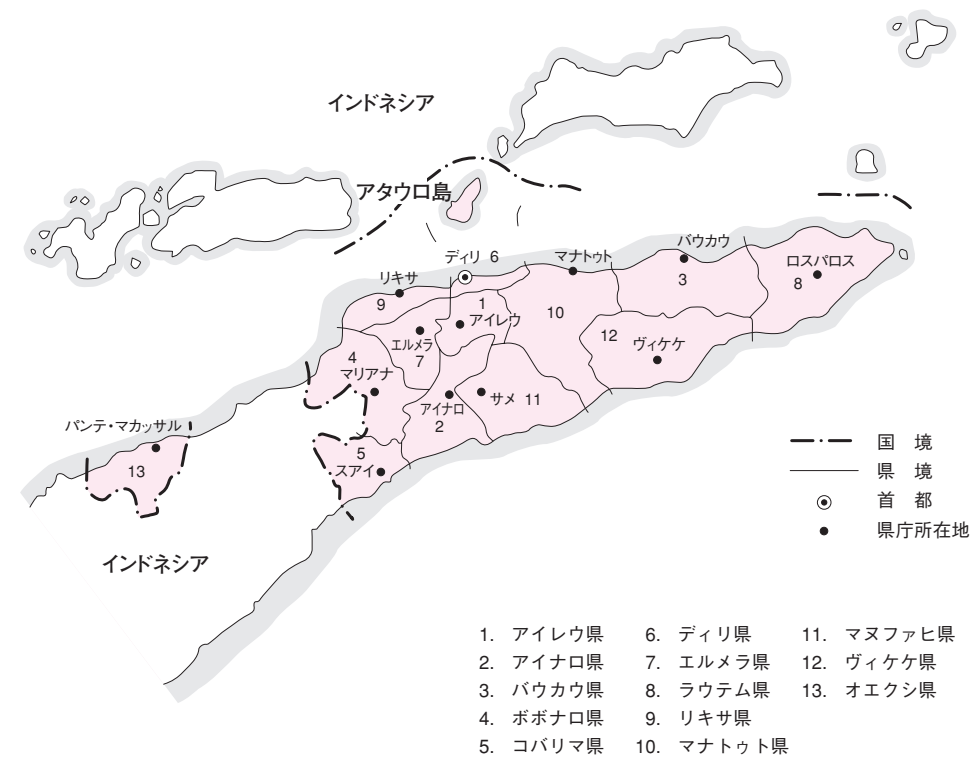 インドネシア
アタウロ島
ディリ 6
マナトゥト
バウカウ
リキサ
ロスパロス
9
1
アイレウ
10
3
8
エルメラ
7
12
ヴィケケ
4
マリアナ
アイナロ
2
サメ 11
パンテ・マカッサル
13
5
スアイ
インドネシア
国 境
県 境
首 都
県庁所在地
1. アイレウ県
2. アイナロ県
3. バウカウ県
4. ボボナロ県
5. コバリマ県
6. ディリ県
7. エルメラ県
8. ラウテム県
9. リキサ県
10. マナトゥト県
11. マヌファヒ県
12. ヴィケケ県
13. オエクシ県